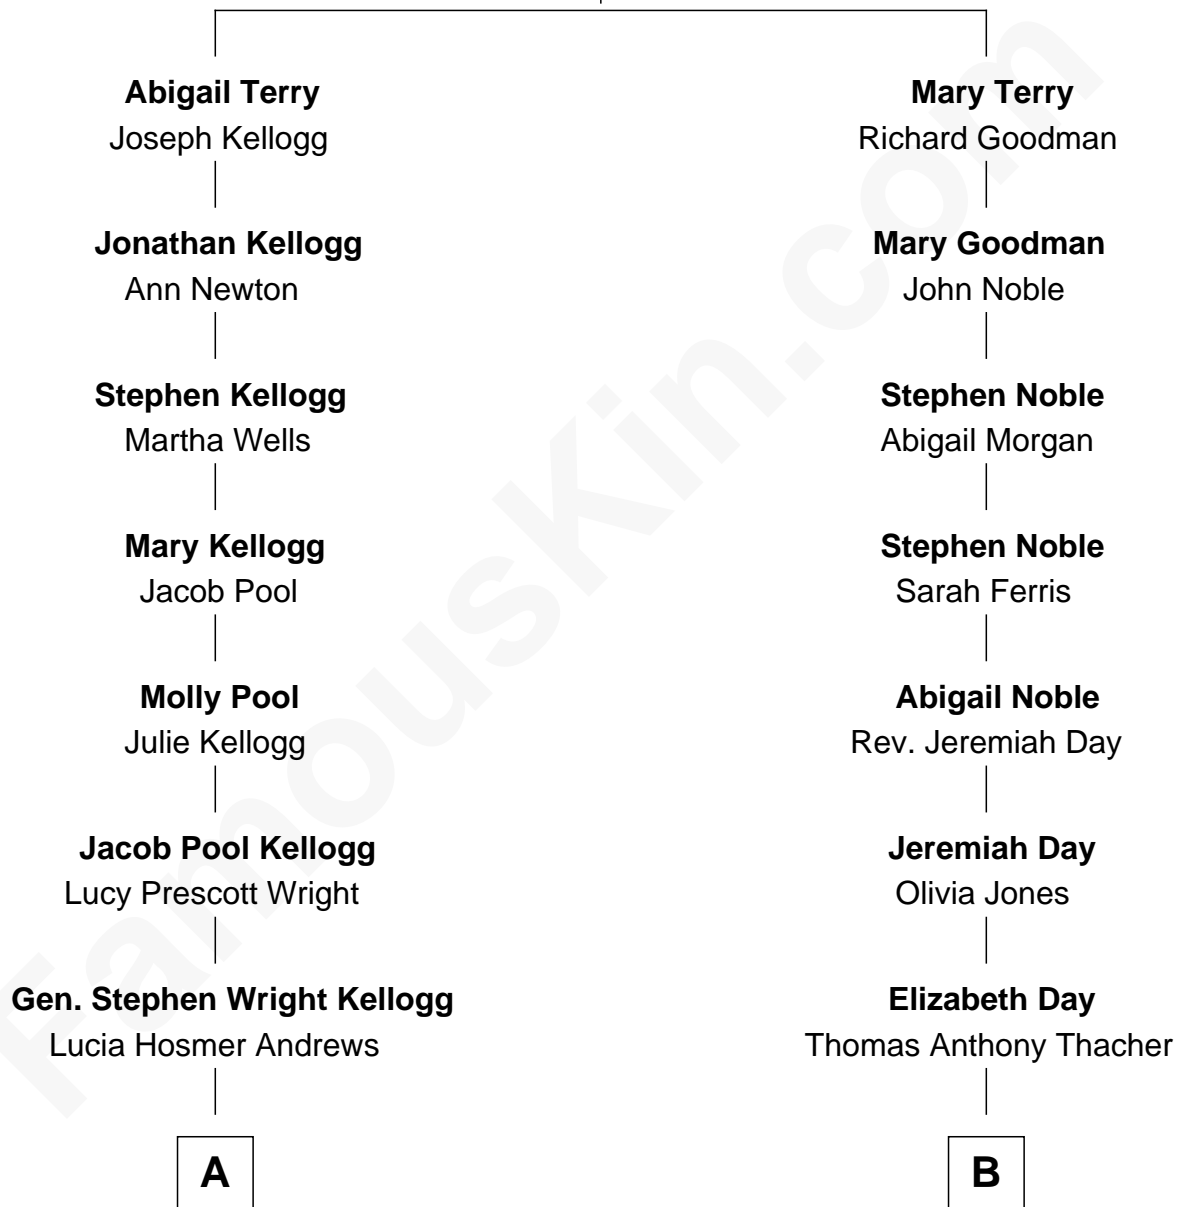 Abigail Terry
Joseph Kellogg
Mary Terry
Richard Goodman
Jonathan Kellogg
Ann Newton
Mary Goodman
John Noble
Stephen Kellogg
Martha Wells
Stephen Noble
Abigail Morgan
Mary Kellogg
Jacob Pool
Stephen Noble
Sarah Ferris
Molly Pool
Julie Kellogg
Abigail Noble
Rev. Jeremiah Day
Jacob Pool Kellogg
Lucy Prescott Wright
Jeremiah Day
Olivia Jones
Gen. Stephen Wright Kellogg
Lucia Hosmer Andrews
Elizabeth Day
Thomas Anthony Thacher
A
B
FamousKin.com